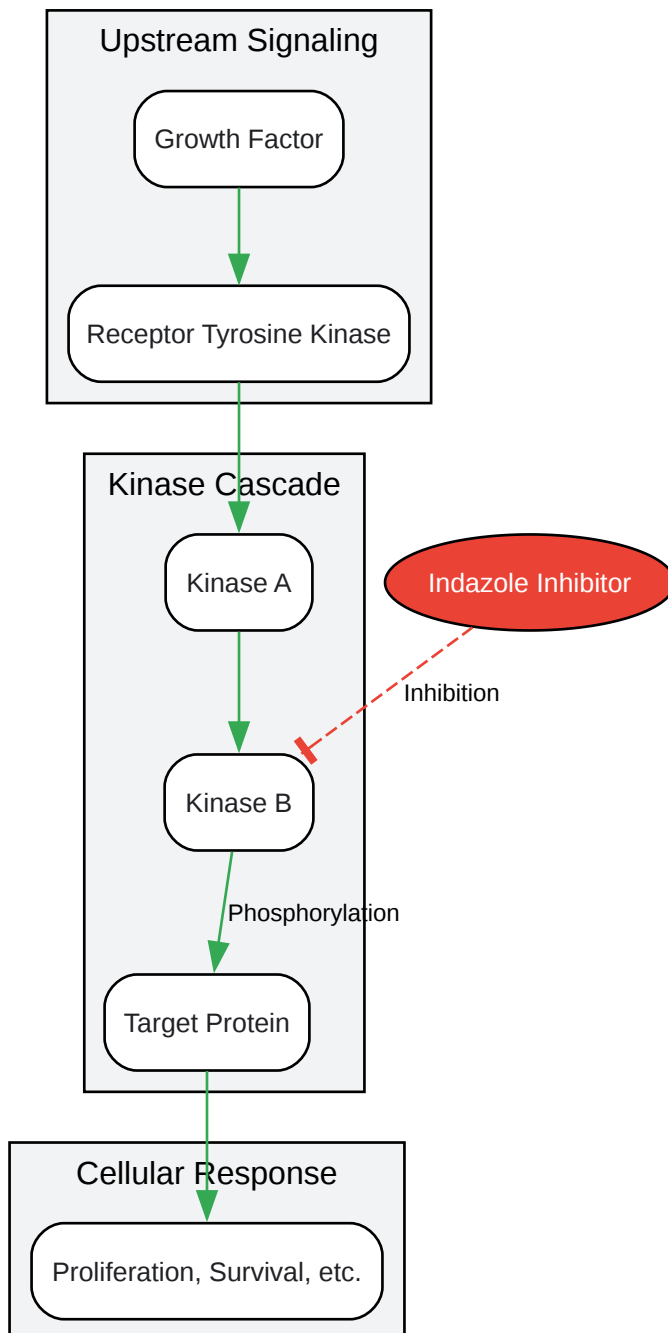 Upstream Signaling
Growth Factor
Receptor Tyrosine Kinase
Kinase Cascade
Kinase A
Indazole Inhibitor
Inhibition
Kinase B
Phosphorylation
Target Protein
Cellular Response
Proliferation, Survival, etc.